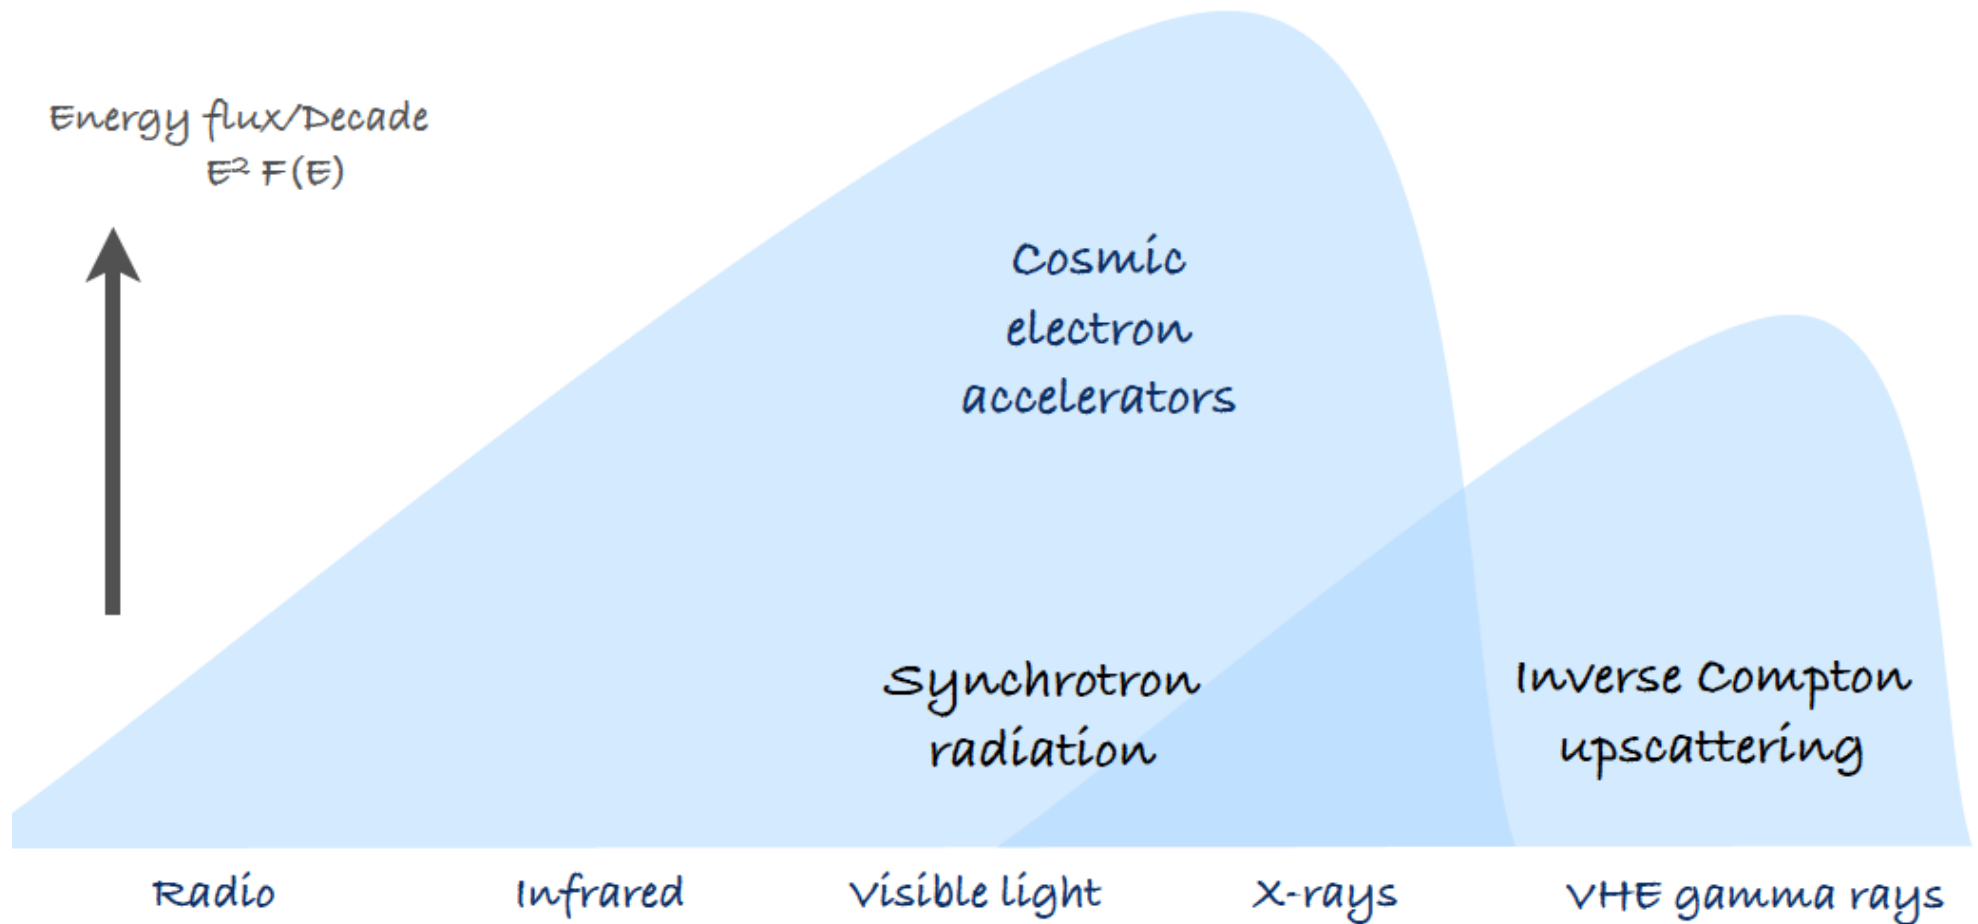 Energy flux/Decade
E² F(E)
Cosmic
electron
accelerators
Synchrotron
radiation
Inverse Compton
upscattering
Radio
Infrared
Visible light
X-rays
VHE gamma rays